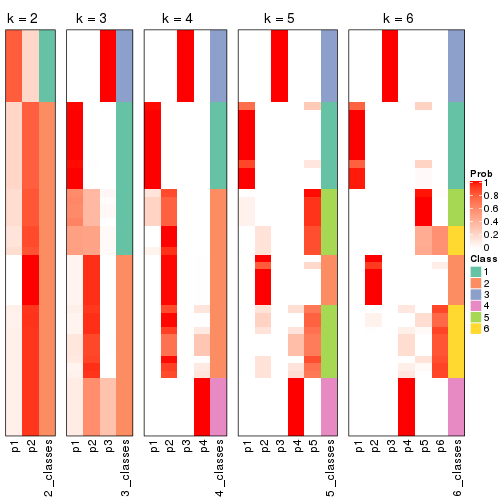 k = 2
k = 3
k = 4
k = 5
k = 6
Prob
1
0.8
0.6
0.4
0.2
0
Class
1
2
3
4
5
6
p1
p2
2_classes
p1
p2
p3
3_classes
p1
p2
p3
p4
4_classes
p1
p2
p3
p4
p5
5_classes
p1
p2
p3
p4
p5
p6
6_classes